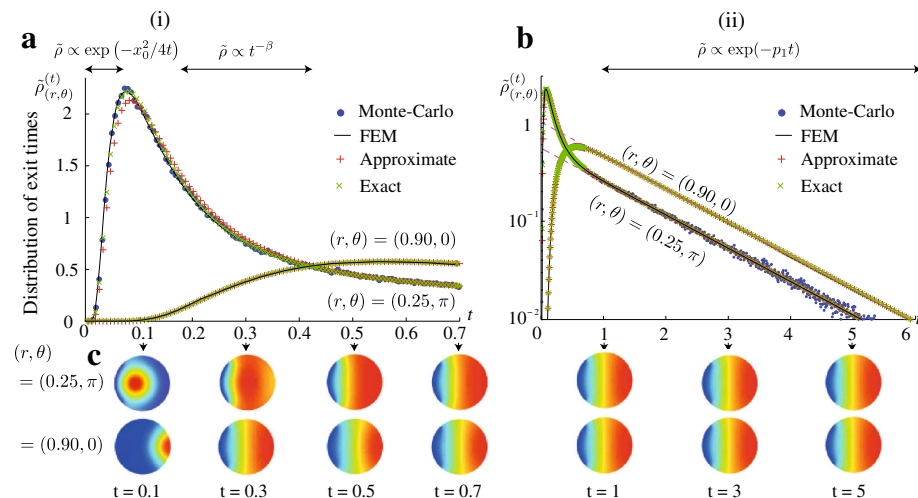 (i)
(ii)
a
ρ̃ ∝ exp (−x₀²/4t)
ρ̃ ∝ t^−β
b
ρ̃ ∝ exp(−p₁t)
ρ̃^(t)_(r,θ)
Distribution of exit times
2
1.5
1
0.5
0
0
0.1
0.2
0.3
0.4
0.5
0.6
0.7
t
Monte-Carlo
FEM
Approximate
Exact
(r, θ) = (0.90, 0)
(r, θ) = (0.25, π)
ρ̃^(t)_(r,θ)
1
10^−1
10^−2
0
1
2
3
4
5
6
t
Monte-Carlo
FEM
Approximate
Exact
(r, θ) = (0.90, 0)
(r, θ) = (0.25, π)
c
(r, θ)
= (0.25, π)
= (0.90, 0)
t = 0.1
t = 0.3
t = 0.5
t = 0.7
t = 1
t = 3
t = 5